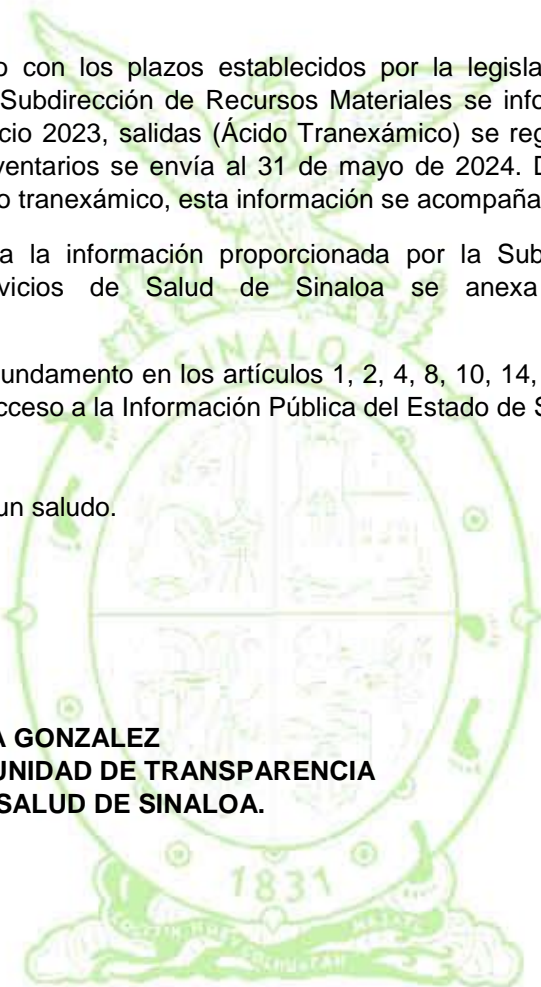 o con los plazos establecidos por la legisla
Subdirección de Recursos Materiales se info
cio 2023, salidas (Ácido Tranexámico) se reg
ventarios se envía al 31 de mayo de 2024. D
o tranexámico, esta información se acompaña
a la información proporcionada por la Sub
vicios de Salud de Sinaloa se anexa
undamento en los artículos 1, 2, 4, 8, 10, 14,
cceso a la Información Pública del Estado de S
un saludo.
SINALOA
A GONZALEZ
UNIDAD DE TRANSPARENCIA
SALUD DE SINALOA.
1831